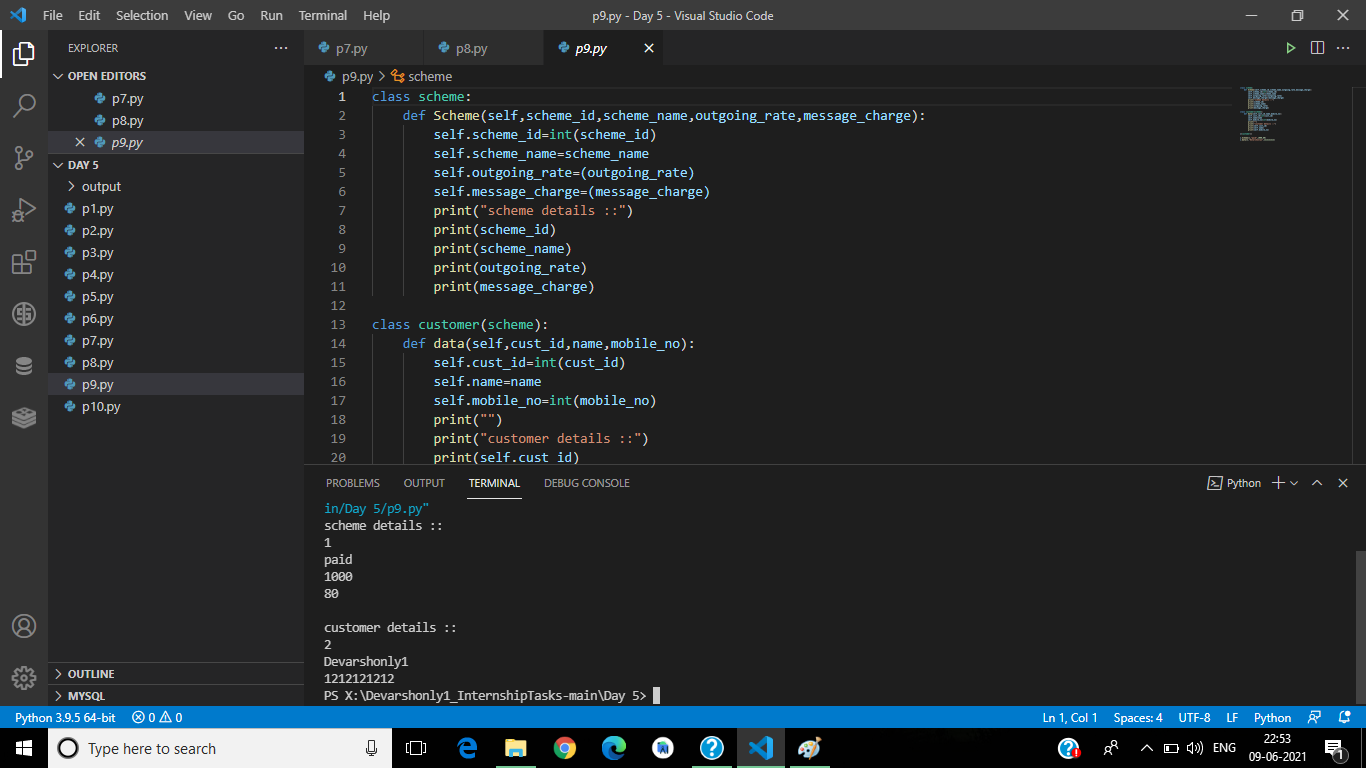 File Edit Selection View Go Run Terminal Help p9.py - Day 5 - Visual Studio Code
EXPLORER
OPEN EDITORS
p7.py
p8.py
p9.py
DAY 5
output
p1.py
p2.py
p3.py
p4.py
p5.py
p6.py
p7.py
p8.py
p9.py
p10.py
OUTLINE
MYSQL
p7.py p8.py p9.py
p9.py > scheme
1 class scheme:
2 def Scheme(self,scheme_id,scheme_name,outgoing_rate,message_charge):
3 self.scheme_id=int(scheme_id)
4 self.scheme_name=scheme_name
5 self.outgoing_rate=(outgoing_rate)
6 self.message_charge=(message_charge)
7 print("scheme details ::")
8 print(scheme_id)
9 print(scheme_name)
10 print(outgoing_rate)
11 print(message_charge)
12
13 class customer(scheme):
14 def data(self,cust_id,name,mobile_no):
15 self.cust_id=int(cust_id)
16 self.name=name
17 self.mobile_no=int(mobile_no)
18 print("")
19 print("customer details ::")
20 print(self.cust_id)
PROBLEMS OUTPUT TERMINAL DEBUG CONSOLE Python
in/Day 5/p9.py"
scheme details ::
1
paid
1000
80
customer details ::
2
Devarshonly1
1212121212
PS X:\Devarshonly1_InternshipTasks-main\Day 5>
Python 3.9.5 64-bit 0 0 Ln 1, Col 1 Spaces: 4 UTF-8 LF Python
Type here to search ENG 22:53
09-06-2021 1